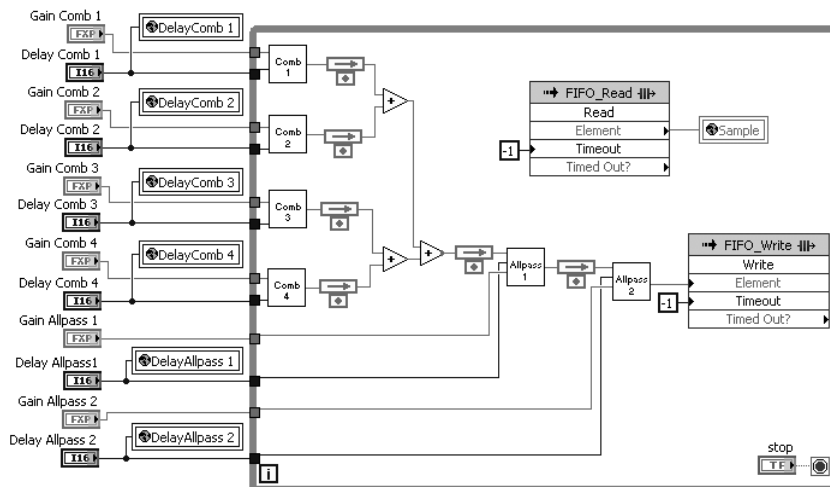 Gain Comb 1
FXP
DelayComb 1
Delay Comb 1
I16
Comb
1
Gain Comb 2
FXP
DelayComb 2
Delay Comb 2
I16
Comb
2
Gain Comb 3
FXP
DelayComb 3
Delay Comb 3
I16
Comb
3
Gain Comb 4
FXP
DelayComb 4
Delay Comb 4
I16
Comb
4
+
+
+
Gain Allpass 1
FXP
Delay Allpass1
I16
DelayAllpass 1
Gain Allpass 2
FXP
Delay Allpass 2
I16
DelayAllpass 2
i
Allpass
1
Allpass
2
FIFO_Read
Read
Element
Sample
-1
Timeout
Timed Out?
FIFO_Write
Write
Element
-1
Timeout
Timed Out?
stop
TF